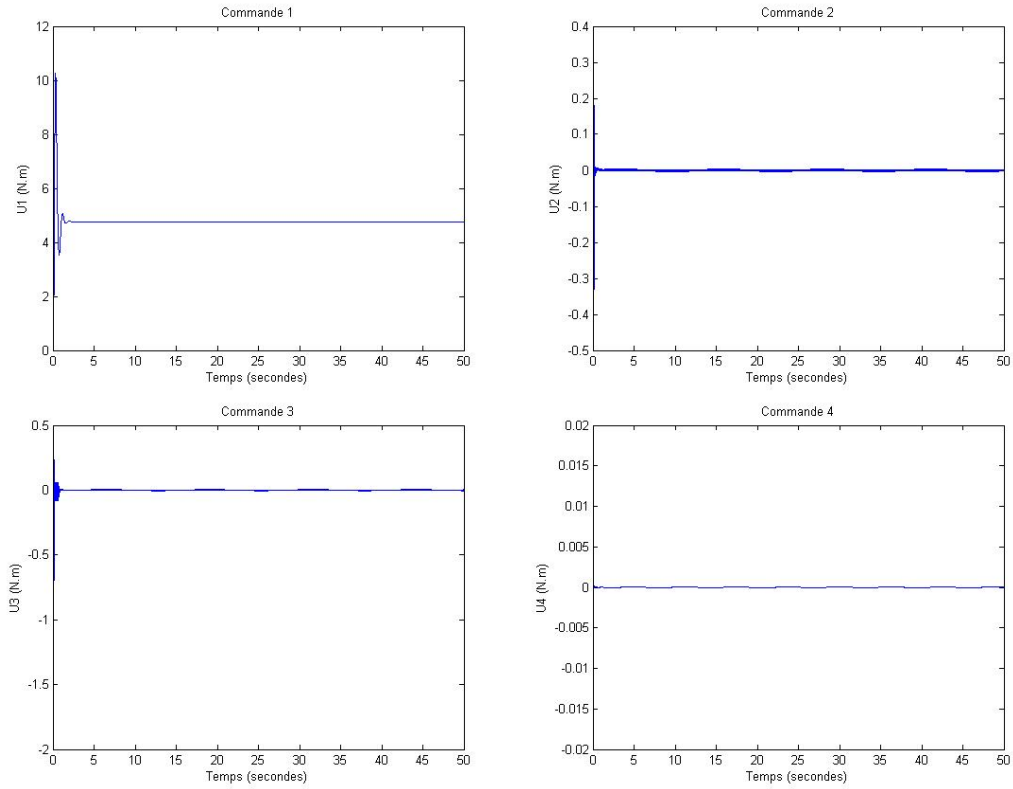 Commande 1
12
10
8
6
4
2
0
U1 (N.m)
0 5 10 15 20 25 30 35 40 45 50
Temps (secondes)
Commande 2
0.4
0.3
0.2
0.1
0
-0.1
-0.2
-0.3
-0.4
-0.5
U2 (N.m)
0 5 10 15 20 25 30 35 40 45 50
Temps (secondes)
Commande 3
0.5
0
-0.5
-1
-1.5
-2
U3 (N.m)
0 5 10 15 20 25 30 35 40 45 50
Temps (secondes)
Commande 4
0.02
0.015
0.01
0.005
0
-0.005
-0.01
-0.015
-0.02
U4 (N.m)
0 5 10 15 20 25 30 35 40 45 50
Temps (secondes)